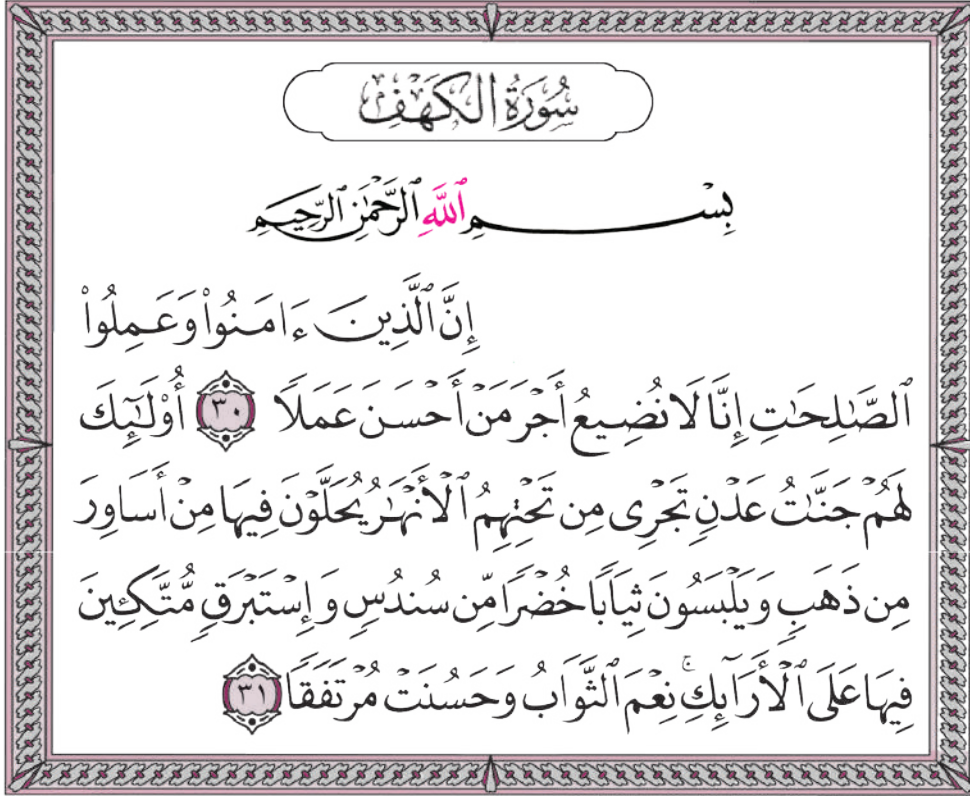 سُورَةُ الكَهْفِ
بِسْمِ ٱللَّهِ ٱلرَّحْمَٰنِ ٱلرَّحِيمِ
إِنَّ ٱلَّذِينَ ءَامَنُوا۟ وَعَمِلُوا۟
ٱلصَّٰلِحَٰتِ إِنَّا لَا نُضِيعُ أَجْرَ مَنْ أَحْسَنَ عَمَلًا ٣٠ أُو۟لَٰٓئِكَ
لَهُمْ جَنَّٰتُ عَدْنٍ تَجْرِى مِن تَحْتِهِمُ ٱلْأَنْهَٰرُ يُحَلَّوْنَ فِيهَا مِنْ أَسَاوِرَ
مِن ذَهَبٍ وَيَلْبَسُونَ ثِيَابًا خُضْرًا مِّن سُندُسٍ وَإِسْتَبْرَقٍ مُّتَّكِـِٔينَ
فِيهَا عَلَى ٱلْأَرَآئِكِ ۚ نِعْمَ ٱلثَّوَابُ وَحَسُنَتْ مُرْتَفَقًا ٣١